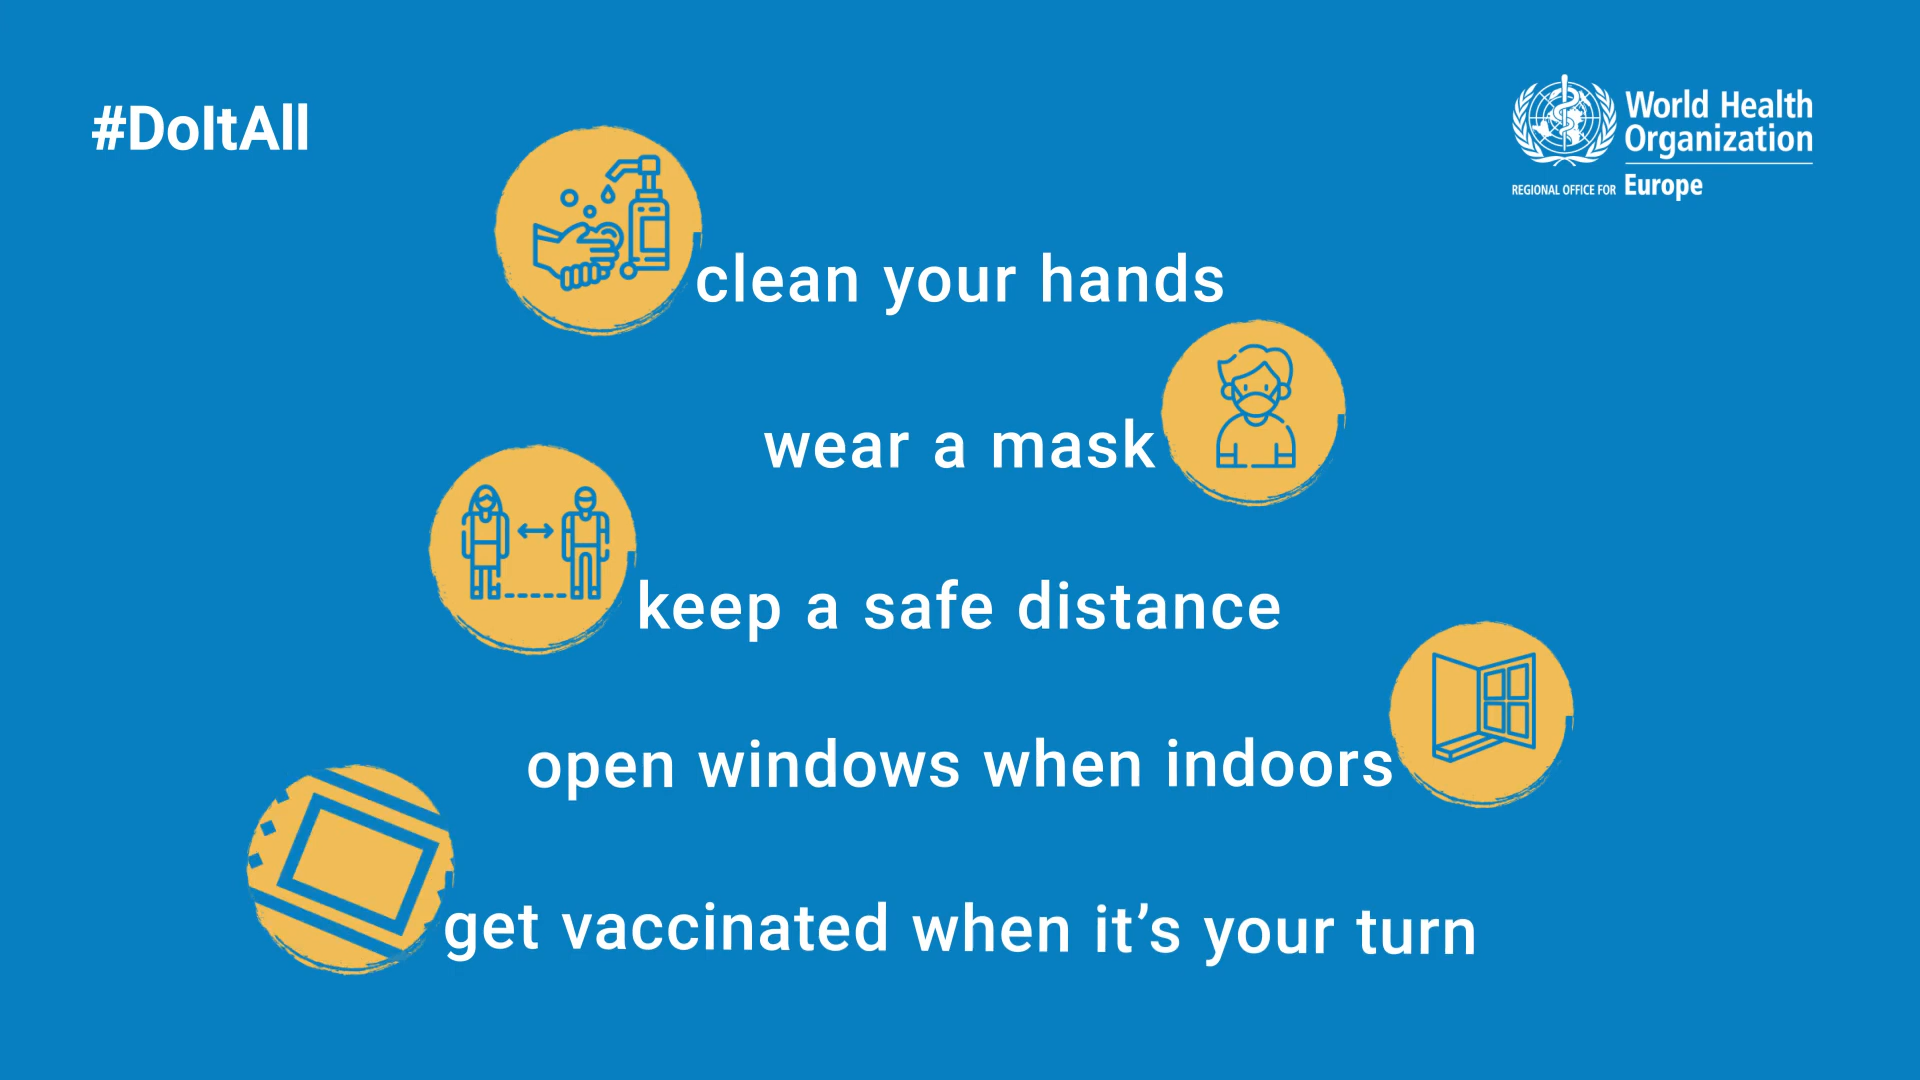 #DoItAll
World Health
Organization
REGIONAL OFFICE FOR Europe
clean your hands
wear a mask
keep a safe distance
open windows when indoors
get vaccinated when it’s your turn